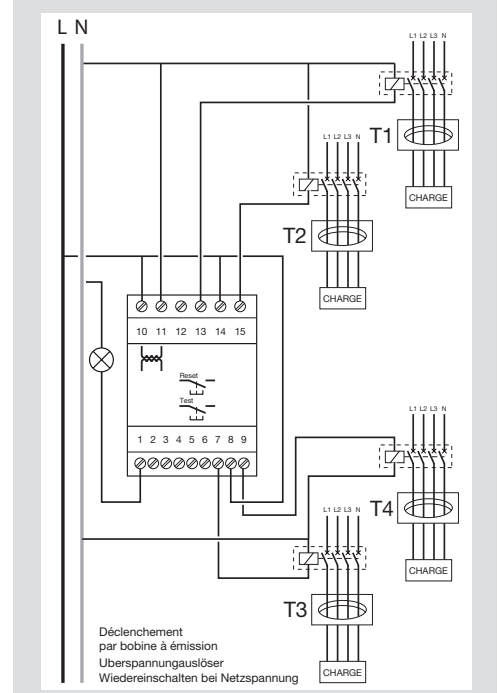 L N
L1 L2 L3 N
T1
CHARGE
L1 L2 L3 N
T2
CHARGE
10 11 12 13 14 15
Reset
Test
1 2 3 4 5 6 7 8 9
L1 L2 L3 N
T4
CHARGE
L1 L2 L3 N
T3
CHARGE
Déclenchement
par bobine à émission
Uberspannungauslöser
Wiedereinschalten bei Netzspannung